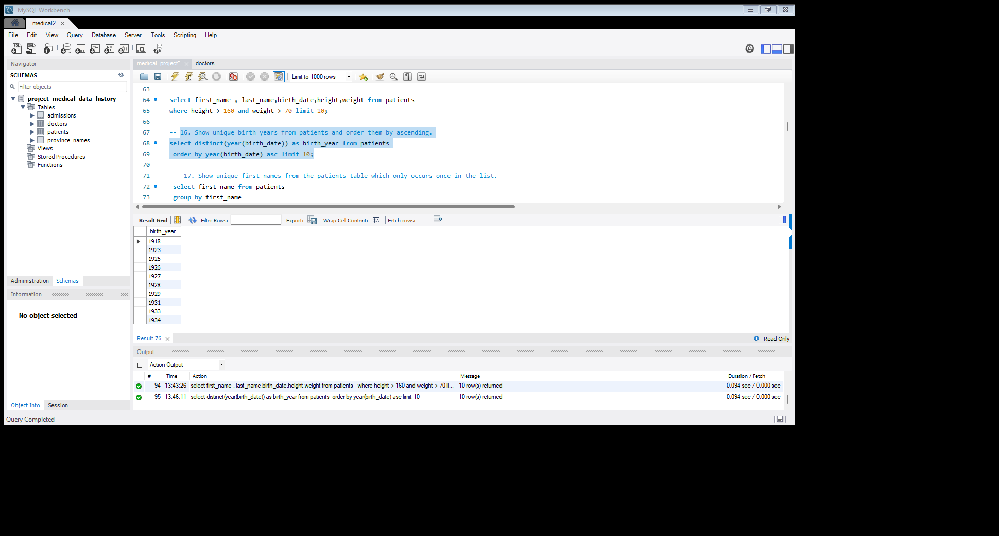 MySQL Workbench
medical2
File Edit View Query Database Server Tools Scripting Help
Navigator
SCHEMAS
Filter objects
project_medical_data_history
Tables
admissions
doctors
patients
province_names
Views
Stored Procedures
Functions
Administration Schemas
Information
No object selected
Object Info Session
medical_project* doctors
Limit to 1000 rows
63
64 select first_name , last_name,birth_date,height,weight from patients
65 where height > 160 and weight > 70 limit 10;
66
67 -- 16. Show unique birth years from patients and order them by ascending.
68 select distinct(year(birth_date)) as birth_year from patients
69 order by year(birth_date) asc limit 10;
70
71 -- 17. Show unique first names from the patients table which only occurs once in the list.
72 select first_name from patients
73 group by first_name
Result Grid Filter Rows: Export: Wrap Cell Content: Fetch rows:
birth_year
1918
1923
1925
1926
1927
1928
1929
1931
1933
1934
Result 76 Read Only
Output
Action Output
# Time Action Message Duration / Fetch
94 13:43:26 select first_name , last_name,birth_date,height,weight from patients where height > 160 and weight > 70 li... 10 row(s) returned 0.094 sec / 0.000 sec
95 13:46:11 select distinct(year(birth_date)) as birth_year from patients order by year(birth_date) asc limit 10 10 row(s) returned 0.094 sec / 0.000 sec
Query Completed